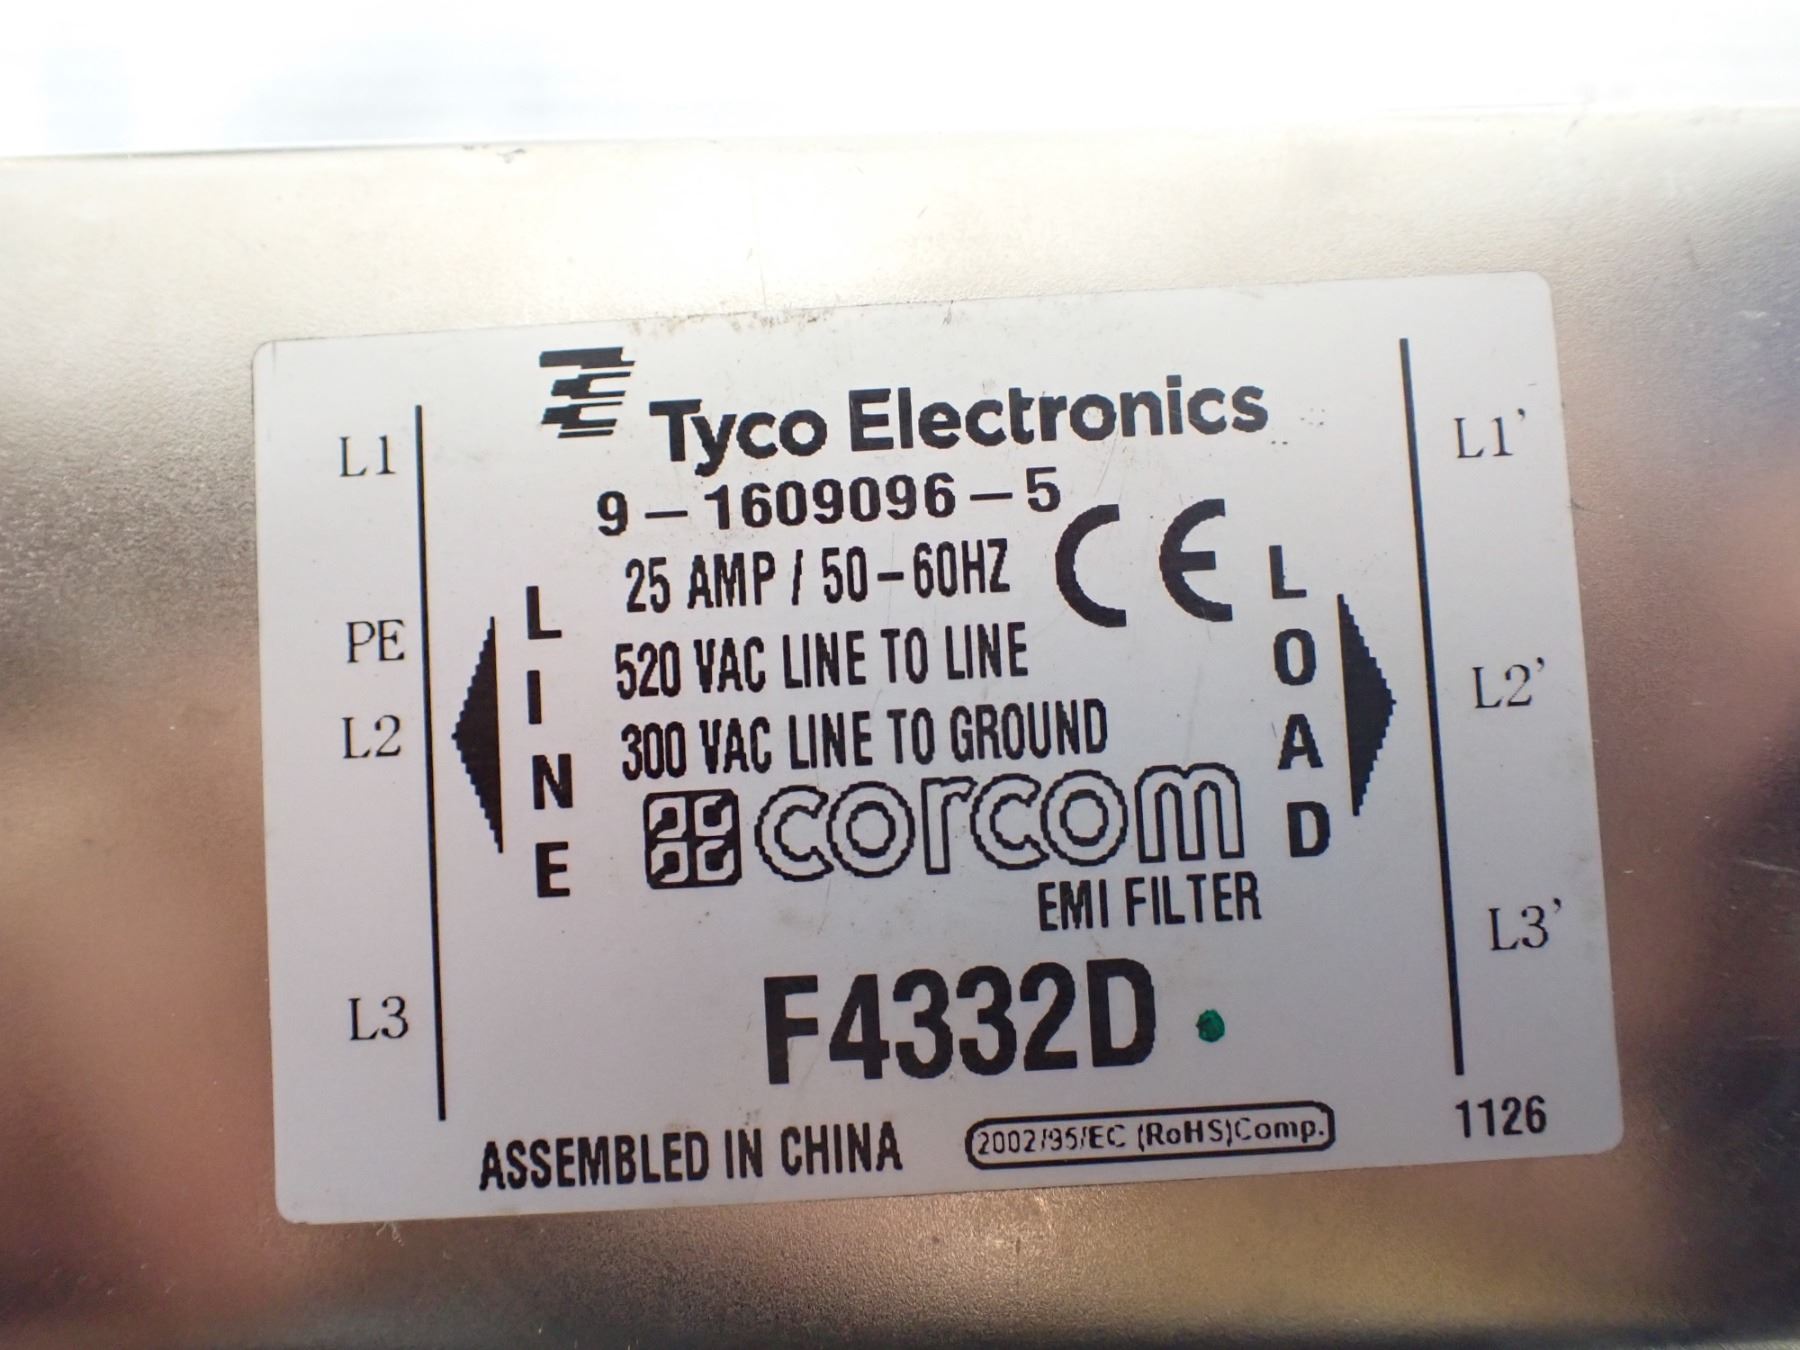 Tyco Electronics
9-1609096-5
25 AMP / 50-60HZ
CE
520 VAC LINE TO LINE
300 VAC LINE TO GROUND
corcom
EMI FILTER
F4332D
ASSEMBLED IN CHINA
2002/95/EC (RoHS)Comp.
1126
L1
PE
L2
L3
LINE
LOAD
L1'
L2'
L3'